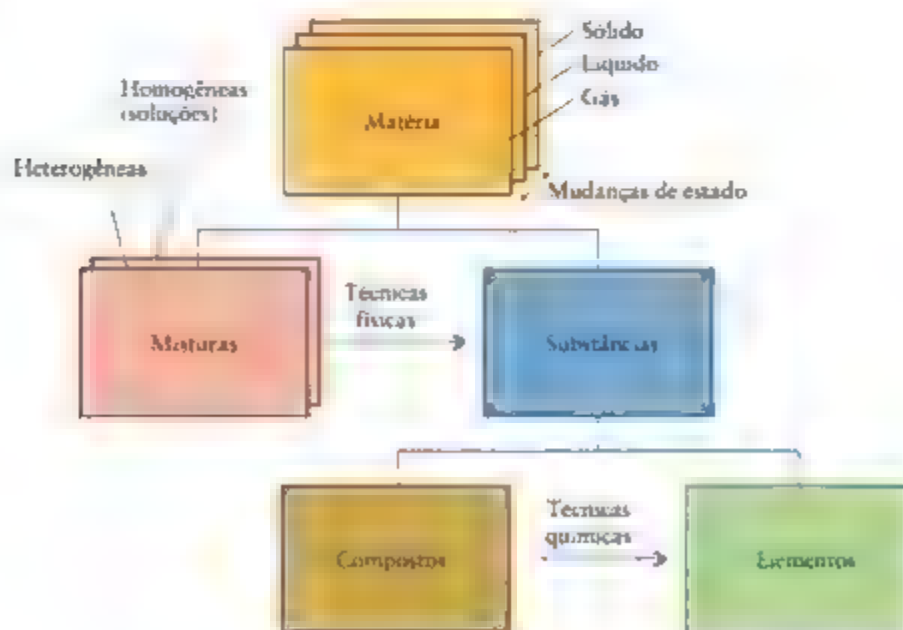 Sólido
Líquido
Gás
Homogêneas
(soluções)
Matéria
Heterogêneas
Mudanças de estado
Técnicas
físicas
Misturas
Substâncias
Técnicas
químicas
Compostos
Elementos